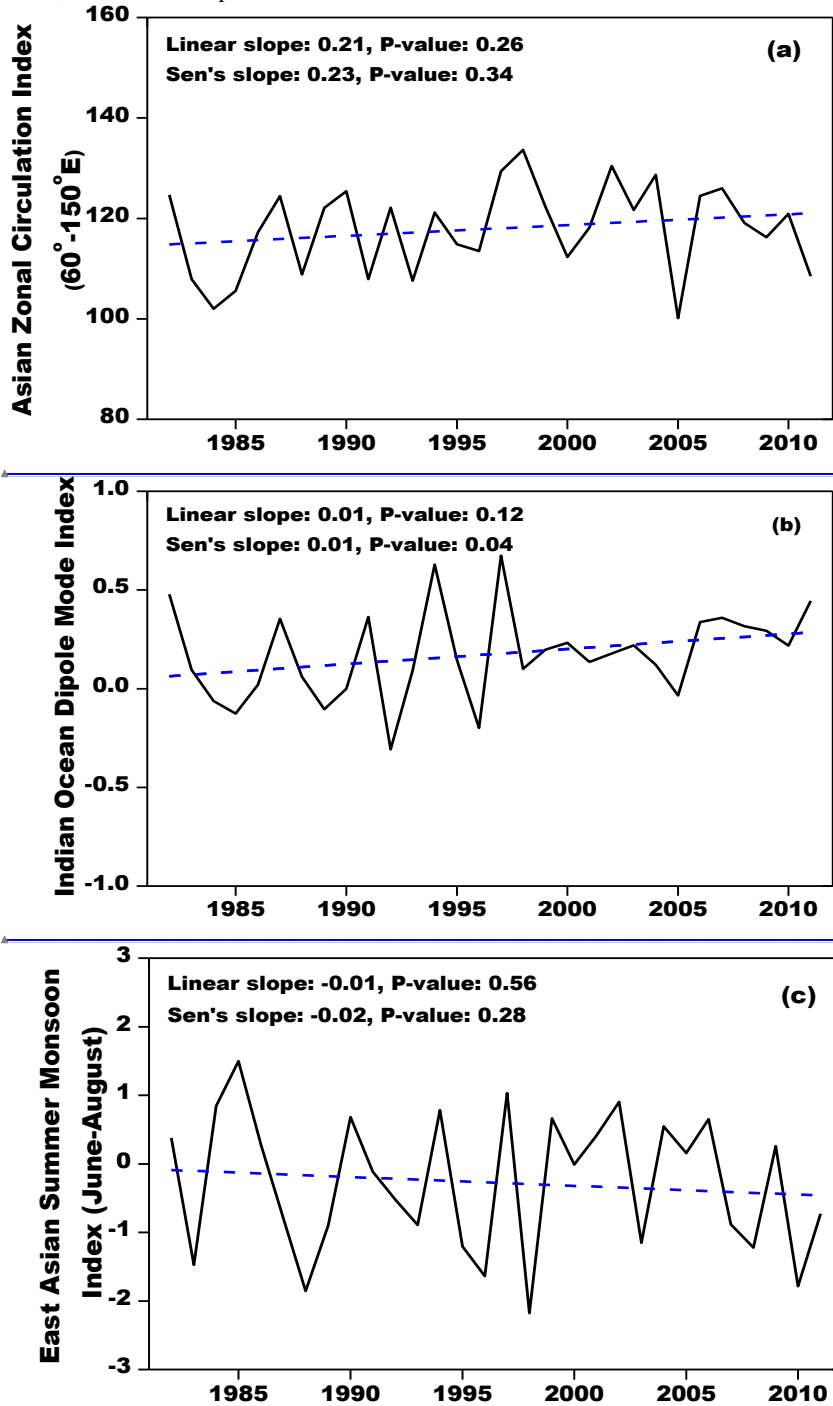 160
Linear slope: 0.21, P-value: 0.26
(a)
Sen's slope: 0.23, P-value: 0.34
140
120
100
80
Asian Zonal Circulation Index
(60°-150°E)
1985 1990 1995 2000 2005 2010
1.0
Linear slope: 0.01, P-value: 0.12
(b)
Sen's slope: 0.01, P-value: 0.04
0.5
0.0
-0.5
-1.0
Indian Ocean Dipole Mode Index
1985 1990 1995 2000 2005 2010
3
Linear slope: -0.01, P-value: 0.56
(c)
Sen's slope: -0.02, P-value: 0.28
2
1
0
-1
-2
-3
East Asian Summer Monsoon
Index (June-August)
1985 1990 1995 2000 2005 2010